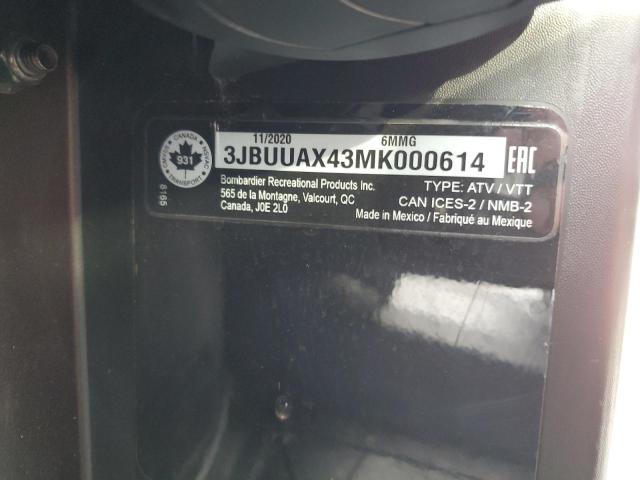 11/2020 6MMG
3JBUUAX43MK000614
EAC
CANADA
931
TRANSPORT
8165
Bombardier Recreational Products Inc.
565 de la Montagne, Valcourt, QC
Canada, J0E 2L0
TYPE: ATV / VTT
CAN ICES-2 / NMB-2
Made in Mexico / Fabriqué au Mexique